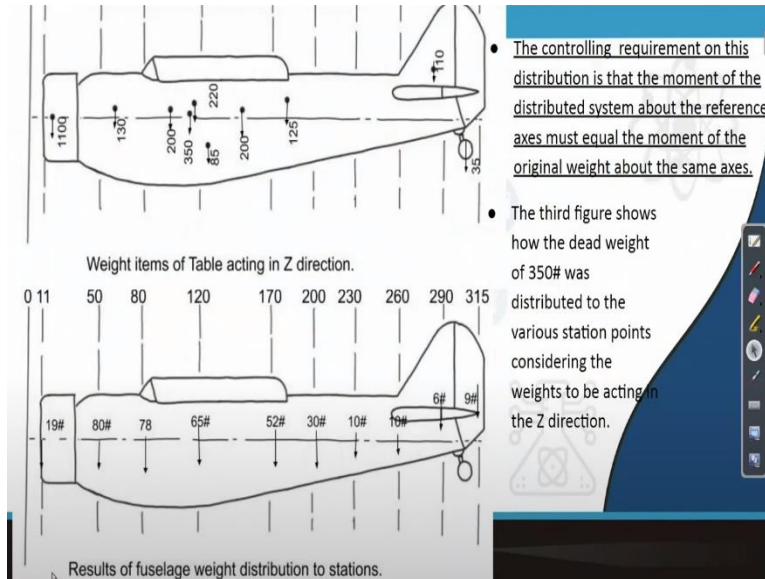 110
220
1100
130
200
350
85
200
125
35
Weight items of Table acting in Z direction.
0 11 50 80 120 170 200 230 260 290 315
19# 80# 78 65# 52# 30# 10# 10# 6# 9#
Results of fuselage weight distribution to stations.
• The controlling requirement on this
distribution is that the moment of the
distributed system about the reference
axes must equal the moment of the
original weight about the same axes.
• The third figure shows
how the dead weight
of 350# was
distributed to the
various station points
considering the
weights to be acting in
the Z direction.